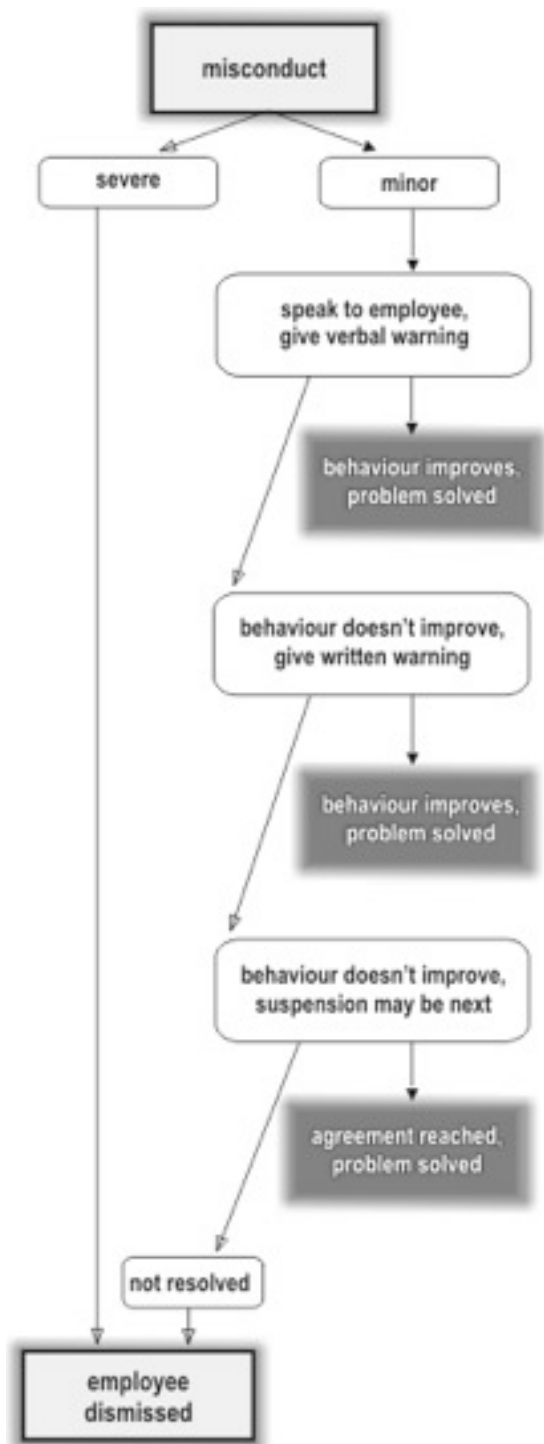 misconduct
severe
minor
speak to employee,
give verbal warning
behaviour improves,
problem solved
behaviour doesn't improve,
give written warning
behaviour improves,
problem solved
behaviour doesn't improve,
suspension may be next
agreement reached,
problem solved
not resolved
employee
dismissed